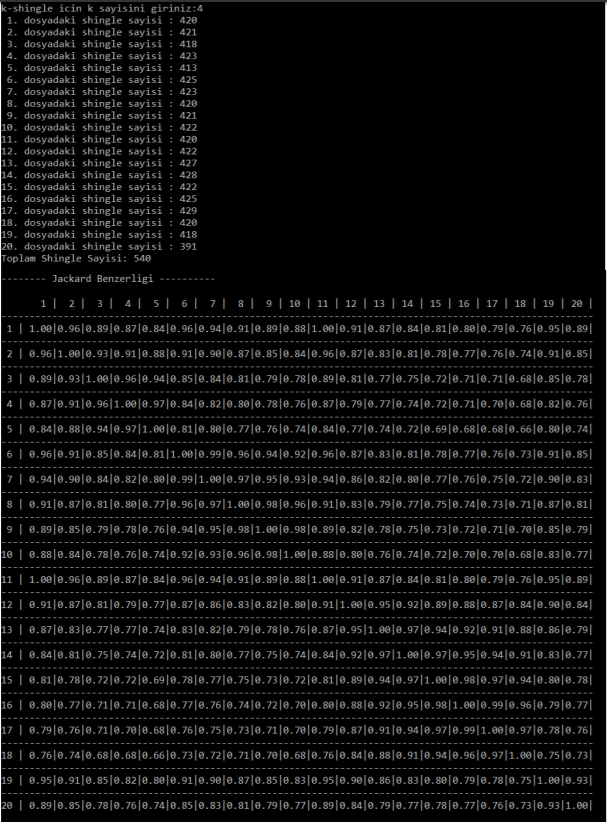 k-shingle icin k sayisini giriniz:4
1. dosyadaki shingle sayisi : 420
2. dosyadaki shingle sayisi : 421
3. dosyadaki shingle sayisi : 418
4. dosyadaki shingle sayisi : 423
5. dosyadaki shingle sayisi : 413
6. dosyadaki shingle sayisi : 425
7. dosyadaki shingle sayisi : 423
8. dosyadaki shingle sayisi : 420
9. dosyadaki shingle sayisi : 421
10. dosyadaki shingle sayisi : 422
11. dosyadaki shingle sayisi : 420
12. dosyadaki shingle sayisi : 422
13. dosyadaki shingle sayisi : 427
14. dosyadaki shingle sayisi : 428
15. dosyadaki shingle sayisi : 422
16. dosyadaki shingle sayisi : 425
17. dosyadaki shingle sayisi : 429
18. dosyadaki shingle sayisi : 420
19. dosyadaki shingle sayisi : 418
20. dosyadaki shingle sayisi : 391
Toplam Shingle Sayisi: 540
-------- Jackard Benzerligi ----------
1 | 2 | 3 | 4 | 5 | 6 | 7 | 8 | 9 | 10 | 11 | 12 | 13 | 14 | 15 | 16 | 17 | 18 | 19 | 20 |
1 | 1.00|0.96|0.89|0.87|0.84|0.96|0.94|0.91|0.89|0.88|1.00|0.91|0.87|0.84|0.81|0.80|0.79|0.76|0.95|0.89|
2 | 0.96|1.00|0.93|0.91|0.88|0.91|0.90|0.87|0.85|0.84|0.96|0.87|0.83|0.81|0.78|0.77|0.76|0.74|0.91|0.85|
3 | 0.89|0.93|1.00|0.96|0.94|0.85|0.84|0.81|0.79|0.78|0.89|0.81|0.77|0.75|0.72|0.71|0.71|0.68|0.85|0.78|
4 | 0.87|0.91|0.96|1.00|0.97|0.84|0.82|0.80|0.78|0.76|0.87|0.79|0.77|0.74|0.72|0.71|0.70|0.68|0.82|0.76|
5 | 0.84|0.88|0.94|0.97|1.00|0.81|0.80|0.77|0.76|0.74|0.84|0.77|0.74|0.72|0.69|0.68|0.68|0.66|0.80|0.74|
6 | 0.96|0.91|0.85|0.84|0.81|1.00|0.99|0.96|0.94|0.92|0.96|0.87|0.83|0.81|0.78|0.77|0.76|0.73|0.91|0.85|
7 | 0.94|0.90|0.84|0.82|0.80|0.99|1.00|0.97|0.95|0.93|0.94|0.86|0.82|0.80|0.77|0.76|0.75|0.72|0.90|0.83|
8 | 0.91|0.87|0.81|0.80|0.77|0.96|0.97|1.00|0.98|0.96|0.91|0.83|0.79|0.77|0.75|0.74|0.73|0.71|0.87|0.81|
9 | 0.89|0.85|0.79|0.78|0.76|0.94|0.95|0.98|1.00|0.98|0.89|0.82|0.78|0.75|0.73|0.72|0.71|0.70|0.85|0.79|
10 | 0.88|0.84|0.78|0.76|0.74|0.92|0.93|0.96|0.98|1.00|0.88|0.80|0.76|0.74|0.72|0.70|0.70|0.68|0.83|0.77|
11 | 1.00|0.96|0.89|0.87|0.84|0.96|0.94|0.91|0.89|0.88|1.00|0.91|0.87|0.84|0.81|0.80|0.79|0.76|0.95|0.89|
12 | 0.91|0.87|0.81|0.79|0.77|0.87|0.86|0.83|0.82|0.80|0.91|1.00|0.95|0.92|0.89|0.88|0.87|0.84|0.90|0.84|
13 | 0.87|0.83|0.77|0.77|0.74|0.83|0.82|0.79|0.78|0.76|0.87|0.95|1.00|0.97|0.94|0.92|0.91|0.88|0.86|0.79|
14 | 0.84|0.81|0.75|0.74|0.72|0.81|0.80|0.77|0.75|0.74|0.84|0.92|0.97|1.00|0.97|0.95|0.94|0.91|0.83|0.77|
15 | 0.81|0.78|0.72|0.72|0.69|0.78|0.77|0.75|0.73|0.72|0.81|0.89|0.94|0.97|1.00|0.98|0.97|0.94|0.80|0.78|
16 | 0.80|0.77|0.71|0.71|0.68|0.77|0.76|0.74|0.72|0.70|0.80|0.88|0.92|0.95|0.98|1.00|0.99|0.96|0.79|0.77|
17 | 0.79|0.76|0.71|0.70|0.68|0.76|0.75|0.73|0.71|0.70|0.79|0.87|0.91|0.94|0.97|0.99|1.00|0.97|0.78|0.76|
18 | 0.76|0.74|0.68|0.68|0.66|0.73|0.72|0.71|0.70|0.68|0.76|0.84|0.88|0.91|0.94|0.96|0.97|1.00|0.75|0.73|
19 | 0.95|0.91|0.85|0.82|0.80|0.91|0.90|0.87|0.85|0.83|0.95|0.90|0.86|0.83|0.80|0.79|0.78|0.75|1.00|0.93|
20 | 0.89|0.85|0.78|0.76|0.74|0.85|0.83|0.81|0.79|0.77|0.89|0.84|0.79|0.77|0.78|0.77|0.76|0.73|0.93|1.00|